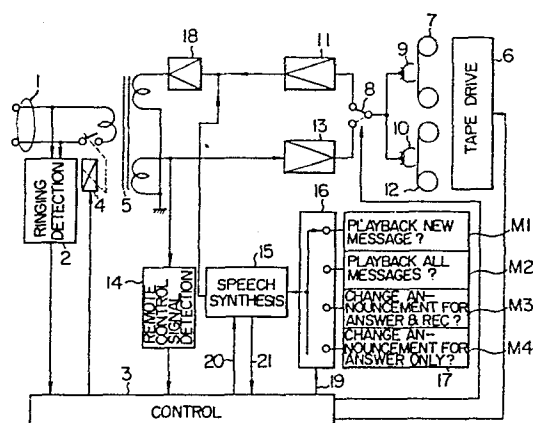 18
11
7
9
6
1
8
TAPE DRIVE
13
10
4
5
12
RINGING
DETECTION
2
16
15
14
REMOTE CONTROL
SIGNAL
DETECTION
SPEECH
SYNTHESIS
PLAYBACK NEW
MESSAGE ?
M1
PLAYBACK ALL
MESSAGES ?
M2
CHANGE AN-
NOUNCEMENT FOR
ANSWER & REC ?
M3
CHANGE AN-
NOUNCEMENT FOR
ANSWER ONLY?
M4
17
20
21
19
3
CONTROL